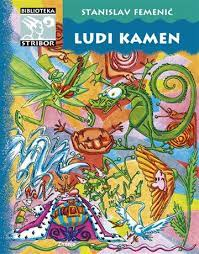 BIBLIOTEKA
STRIBOR
STANISLAV FEMENIĆ
LUDI KAMEN